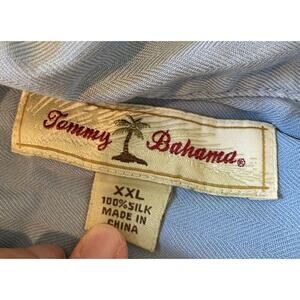 Tommy Bahama®
XXL
100% SILK
MADE IN
CHINA